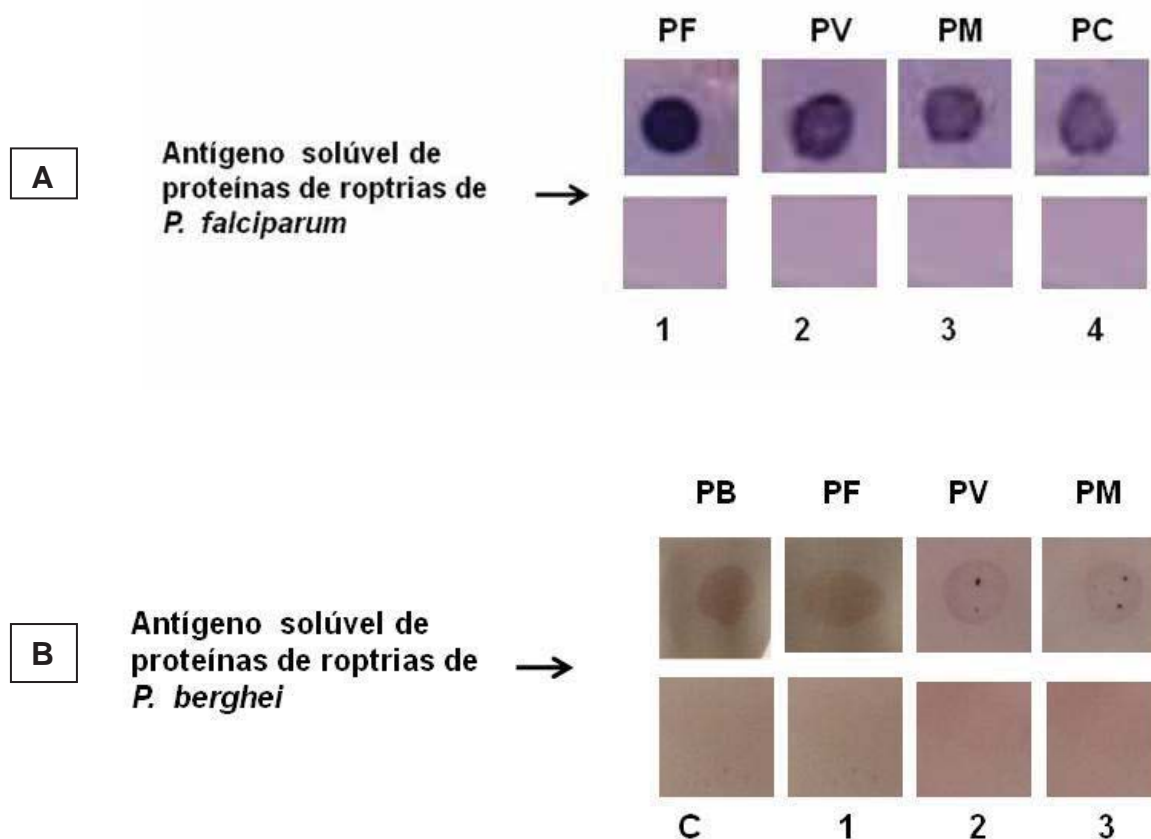 PF PV PM PC
A
Antígeno solúvel de
proteínas de roptrias de
P. falciparum
1 2 3 4
PB PF PV PM
B
Antígeno solúvel de
proteínas de roptrias de
P. berghei
C 1 2 3